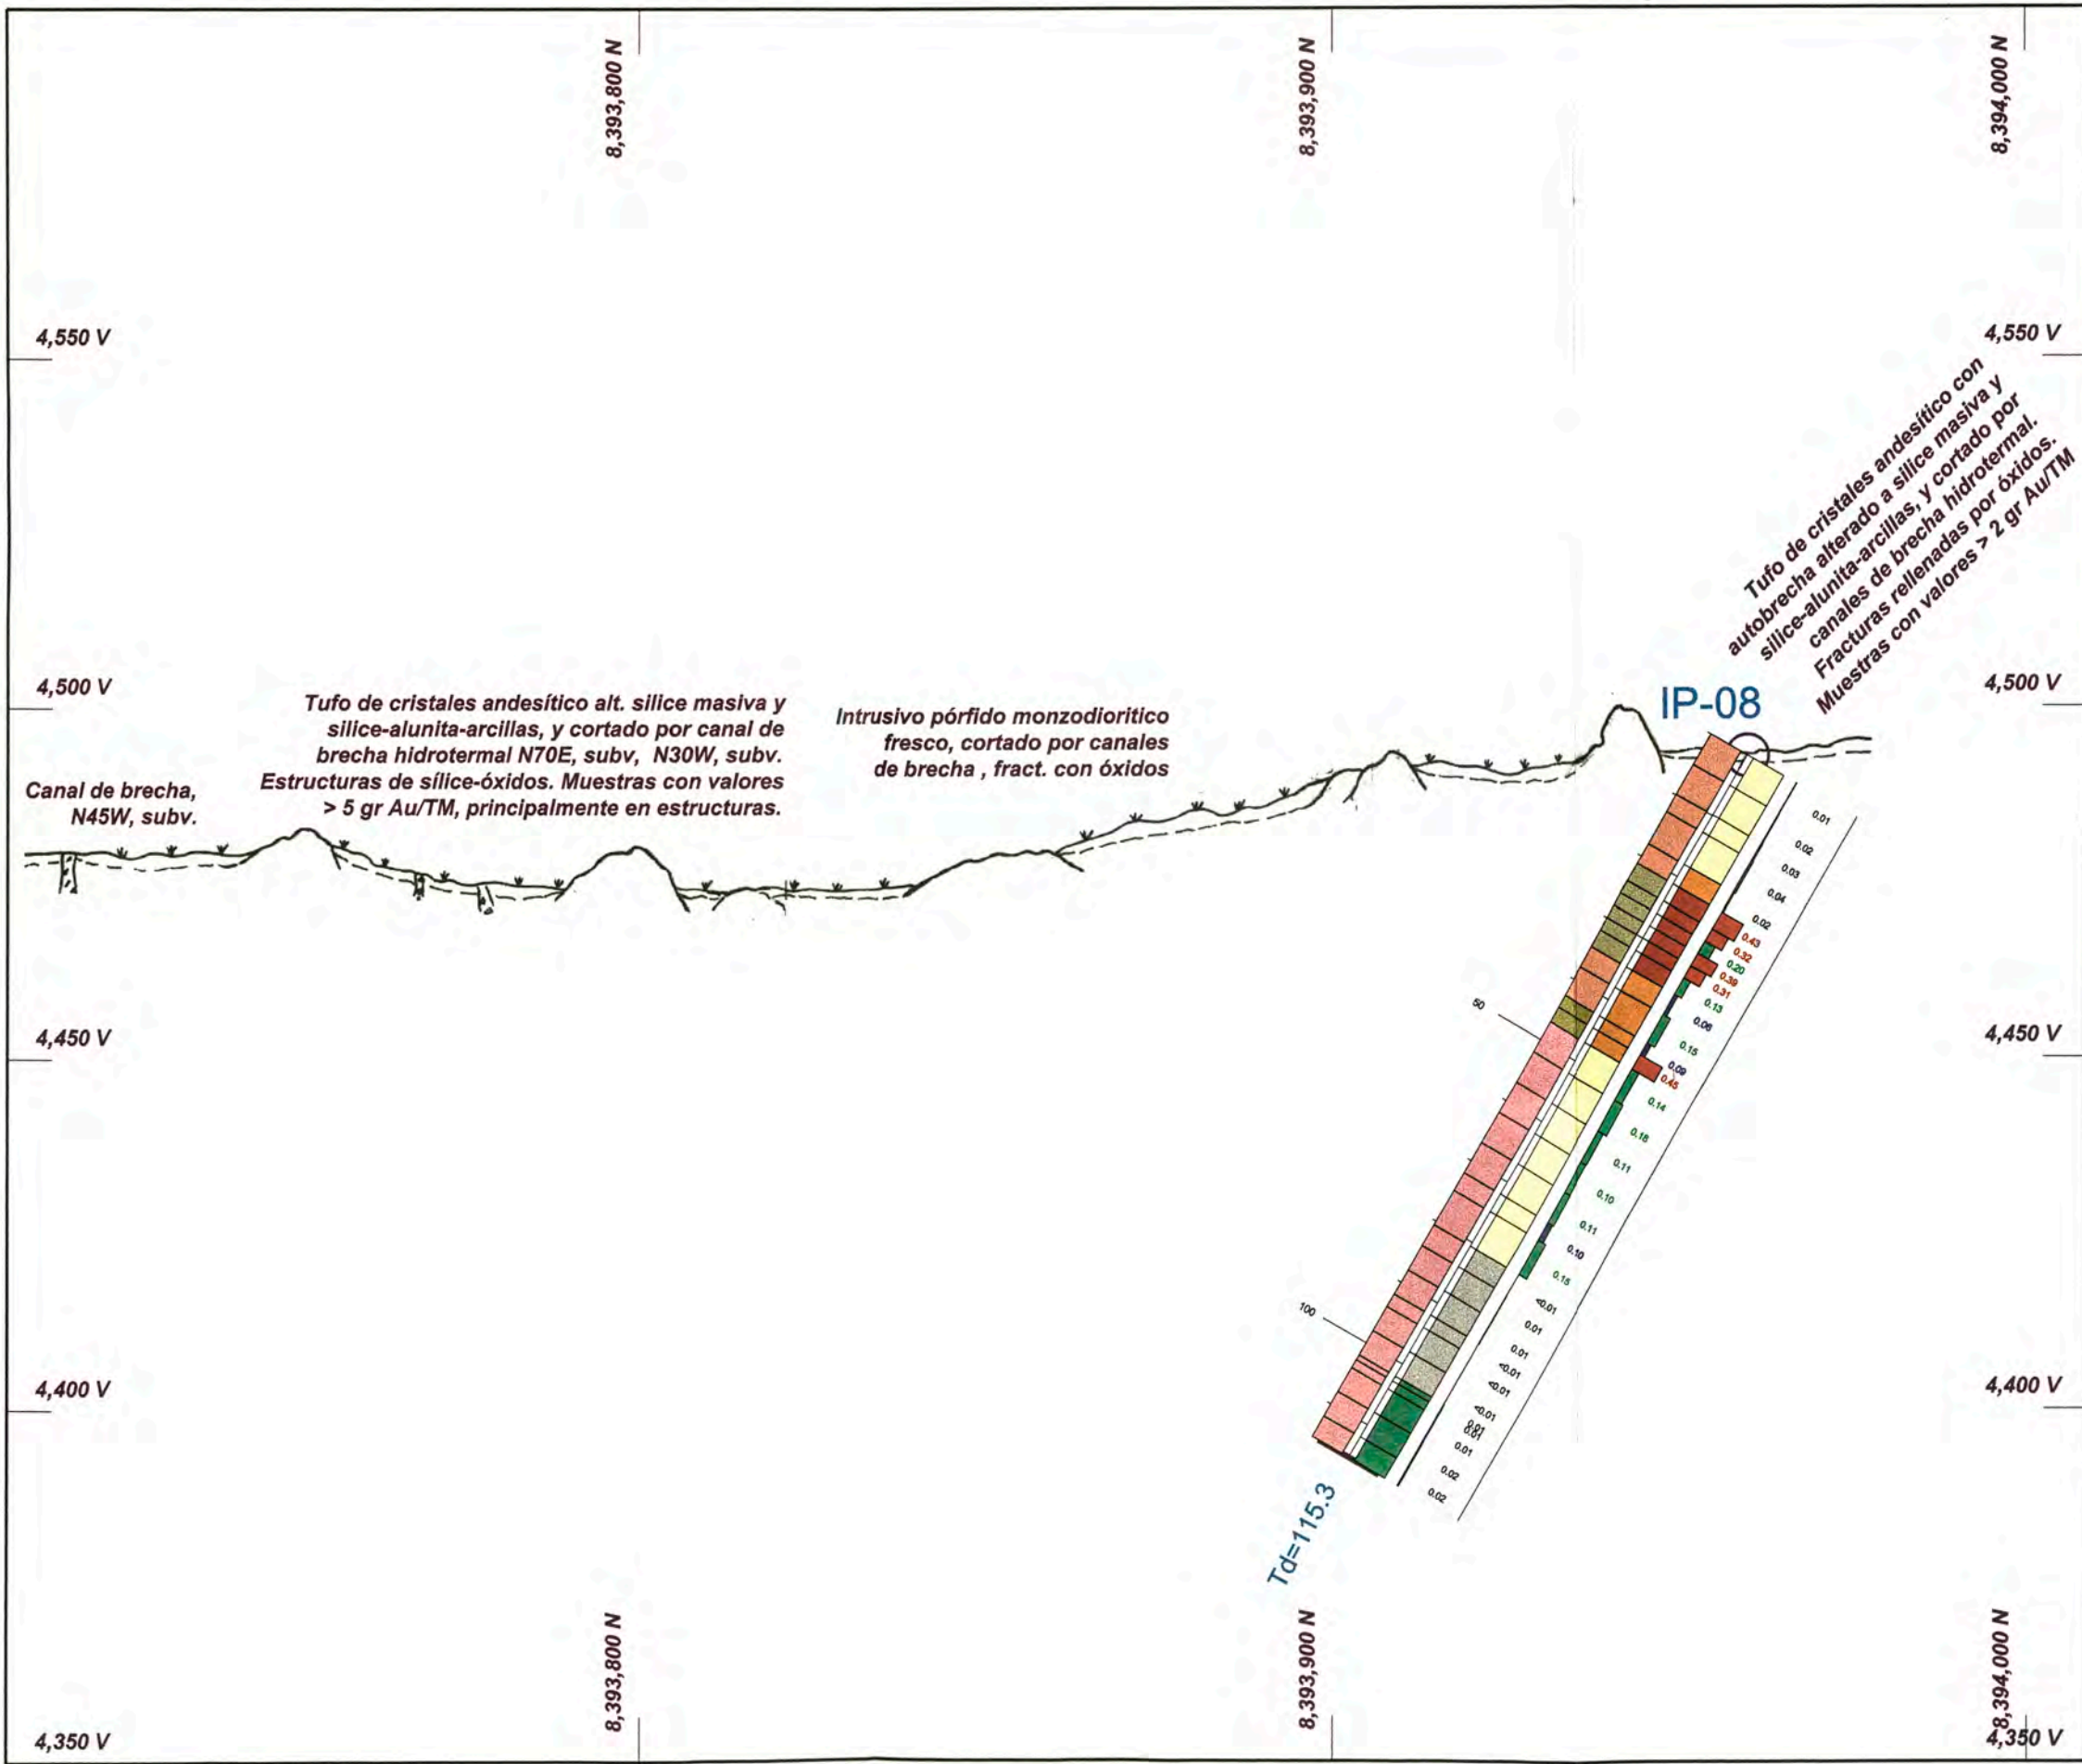 8,393,800 N
8,393,900 N
8,394,000 N
4,550 V
4,550 V
Tufo de cristales andesítico con
autobrecha alterado a silice masiva y
silice-alunita-arcillas, y cortado por
canales de brecha hidrotermal.
Fracturas rellenadas por óxidos.
Muestras con valores > 2 gr Au/TM
4,500 V
4,500 V
IP-08
Tufo de cristales andesítico alt. silice masiva y
silice-alunita-arcillas, y cortado por canal de
brecha hidrotermal N70E, subv, N30W, subv.
Estructuras de sílice-óxidos. Muestras con valores
> 5 gr Au/TM, principalmente en estructuras.
Intrusivo pórfido monzodioritico
fresco, cortado por canales
de brecha , fract. con óxidos
Canal de brecha,
N45W, subv.
0.01
0.02
0.03
0.04
0.02
0.43
0.32
0.20
0.39
0.31
0.13
0.06
0.15
0.09
0.45
0.14
0.18
0.11
0.10
0.11
0.10
0.15
<0.01
0.01
0.01
<0.01
<0.01
<0.01
0.01
0.01
0.01
0.02
0.02
50
100
4,450 V
4,450 V
4,400 V
4,400 V
Td=115.3
8,393,800 N
8,393,900 N
8,394,000 N
4,350 V
4,350 V